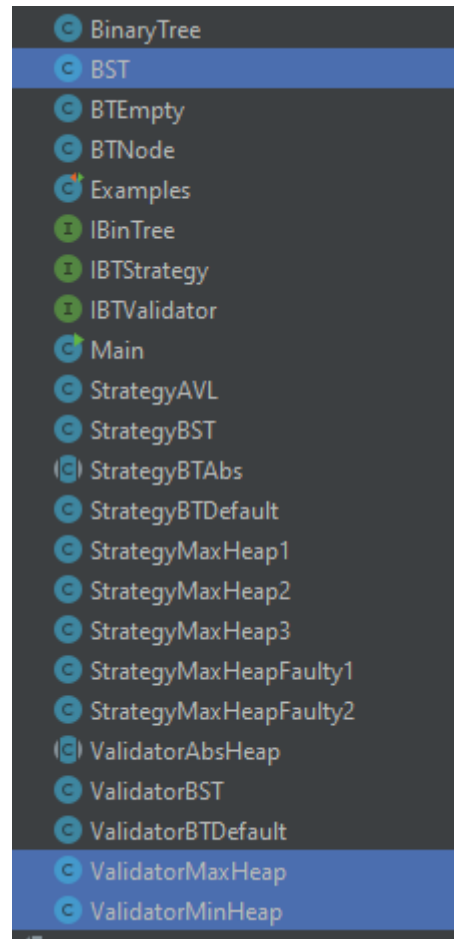 BinaryTree
BST
BTEmpty
BTNode
Examples
IBinTree
IBTStrategy
IBTValidator
Main
StrategyAVL
StrategyBST
StrategyBTAbs
StrategyBTDefault
StrategyMaxHeap1
StrategyMaxHeap2
StrategyMaxHeap3
StrategyMaxHeapFaulty1
StrategyMaxHeapFaulty2
ValidatorAbsHeap
ValidatorBST
ValidatorBTDefault
ValidatorMaxHeap
ValidatorMinHeap